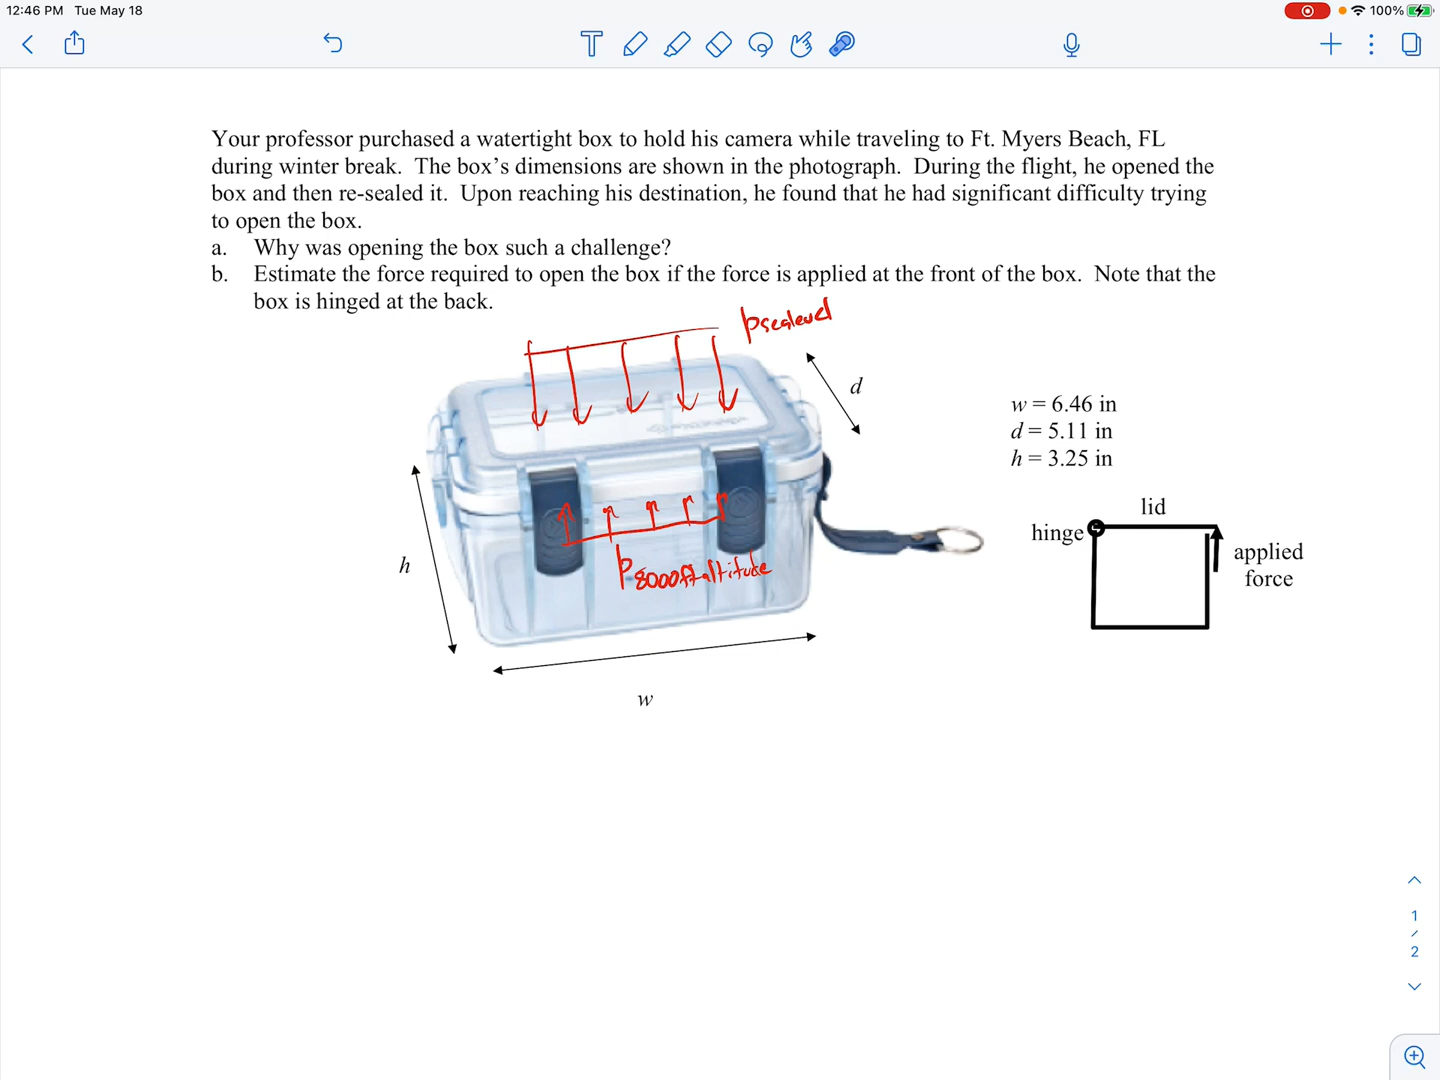 12:46 PM Tue May 18
100%
Your professor purchased a watertight box to hold his camera while traveling to Ft. Myers Beach, FL
during winter break. The box’s dimensions are shown in the photograph. During the flight, he opened the
box and then re-sealed it. Upon reaching his destination, he found that he had significant difficulty trying
to open the box.
a. Why was opening the box such a challenge?
b. Estimate the force required to open the box if the force is applied at the front of the box. Note that the
box is hinged at the back.
psealevel
d
w = 6.46 in
d = 5.11 in
h = 3.25 in
lid
hinge
applied
force
h
p8000ft altitude
w
1
/
2